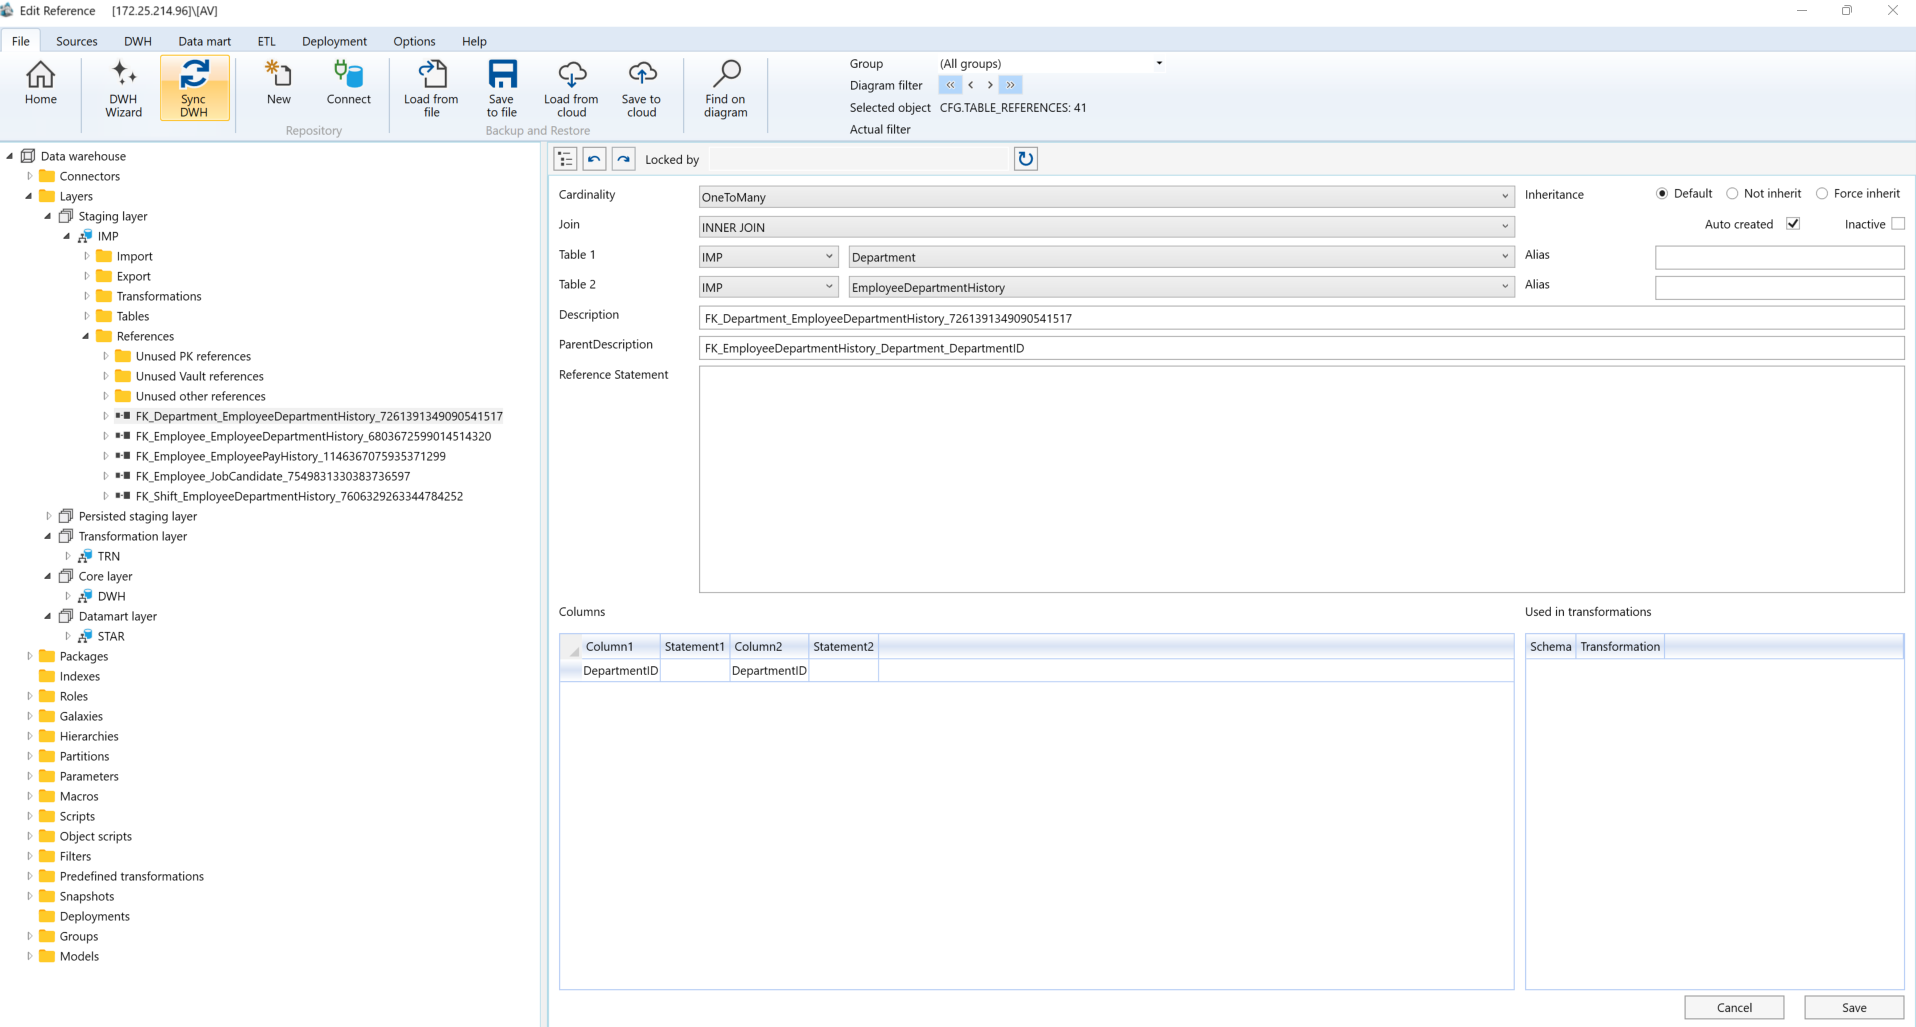 Edit Reference [172.25.214.96]\[AV]
File Sources DWH Data mart ETL Deployment Options Help
Home
DWH Wizard
Sync DWH
New
Connect
Repository
Load from file
Save to file
Load from cloud
Save to cloud
Backup and Restore
Find on diagram
Group (All groups)
Diagram filter « < > »
Selected object CFG.TABLE_REFERENCES: 41
Actual filter
Data warehouse
Connectors
Layers
Staging layer
IMP
Import
Export
Transformations
Tables
References
Unused PK references
Unused Vault references
Unused other references
FK_Department_EmployeeDepartmentHistory_7261391349090541517
FK_Employee_EmployeeDepartmentHistory_6803672599014514320
FK_Employee_EmployeePayHistory_1146367075935371299
FK_Employee_JobCandidate_7549831330383736597
FK_Shift_EmployeeDepartmentHistory_7606329263344784252
Persisted staging layer
Transformation layer
TRN
Core layer
DWH
Datamart layer
STAR
Packages
Indexes
Roles
Galaxies
Hierarchies
Partitions
Parameters
Macros
Scripts
Object scripts
Filters
Predefined transformations
Snapshots
Deployments
Groups
Models
Locked by
Cardinality OneToMany Inheritance Default Not inherit Force inherit
Join INNER JOIN Auto created Inactive
Table 1 IMP Department Alias
Table 2 IMP EmployeeDepartmentHistory Alias
Description FK_Department_EmployeeDepartmentHistory_7261391349090541517
ParentDescription FK_EmployeeDepartmentHistory_Department_DepartmentID
Reference Statement
Columns
Column1 Statement1 Column2 Statement2
DepartmentID DepartmentID
Used in transformations
Schema Transformation
Cancel Save